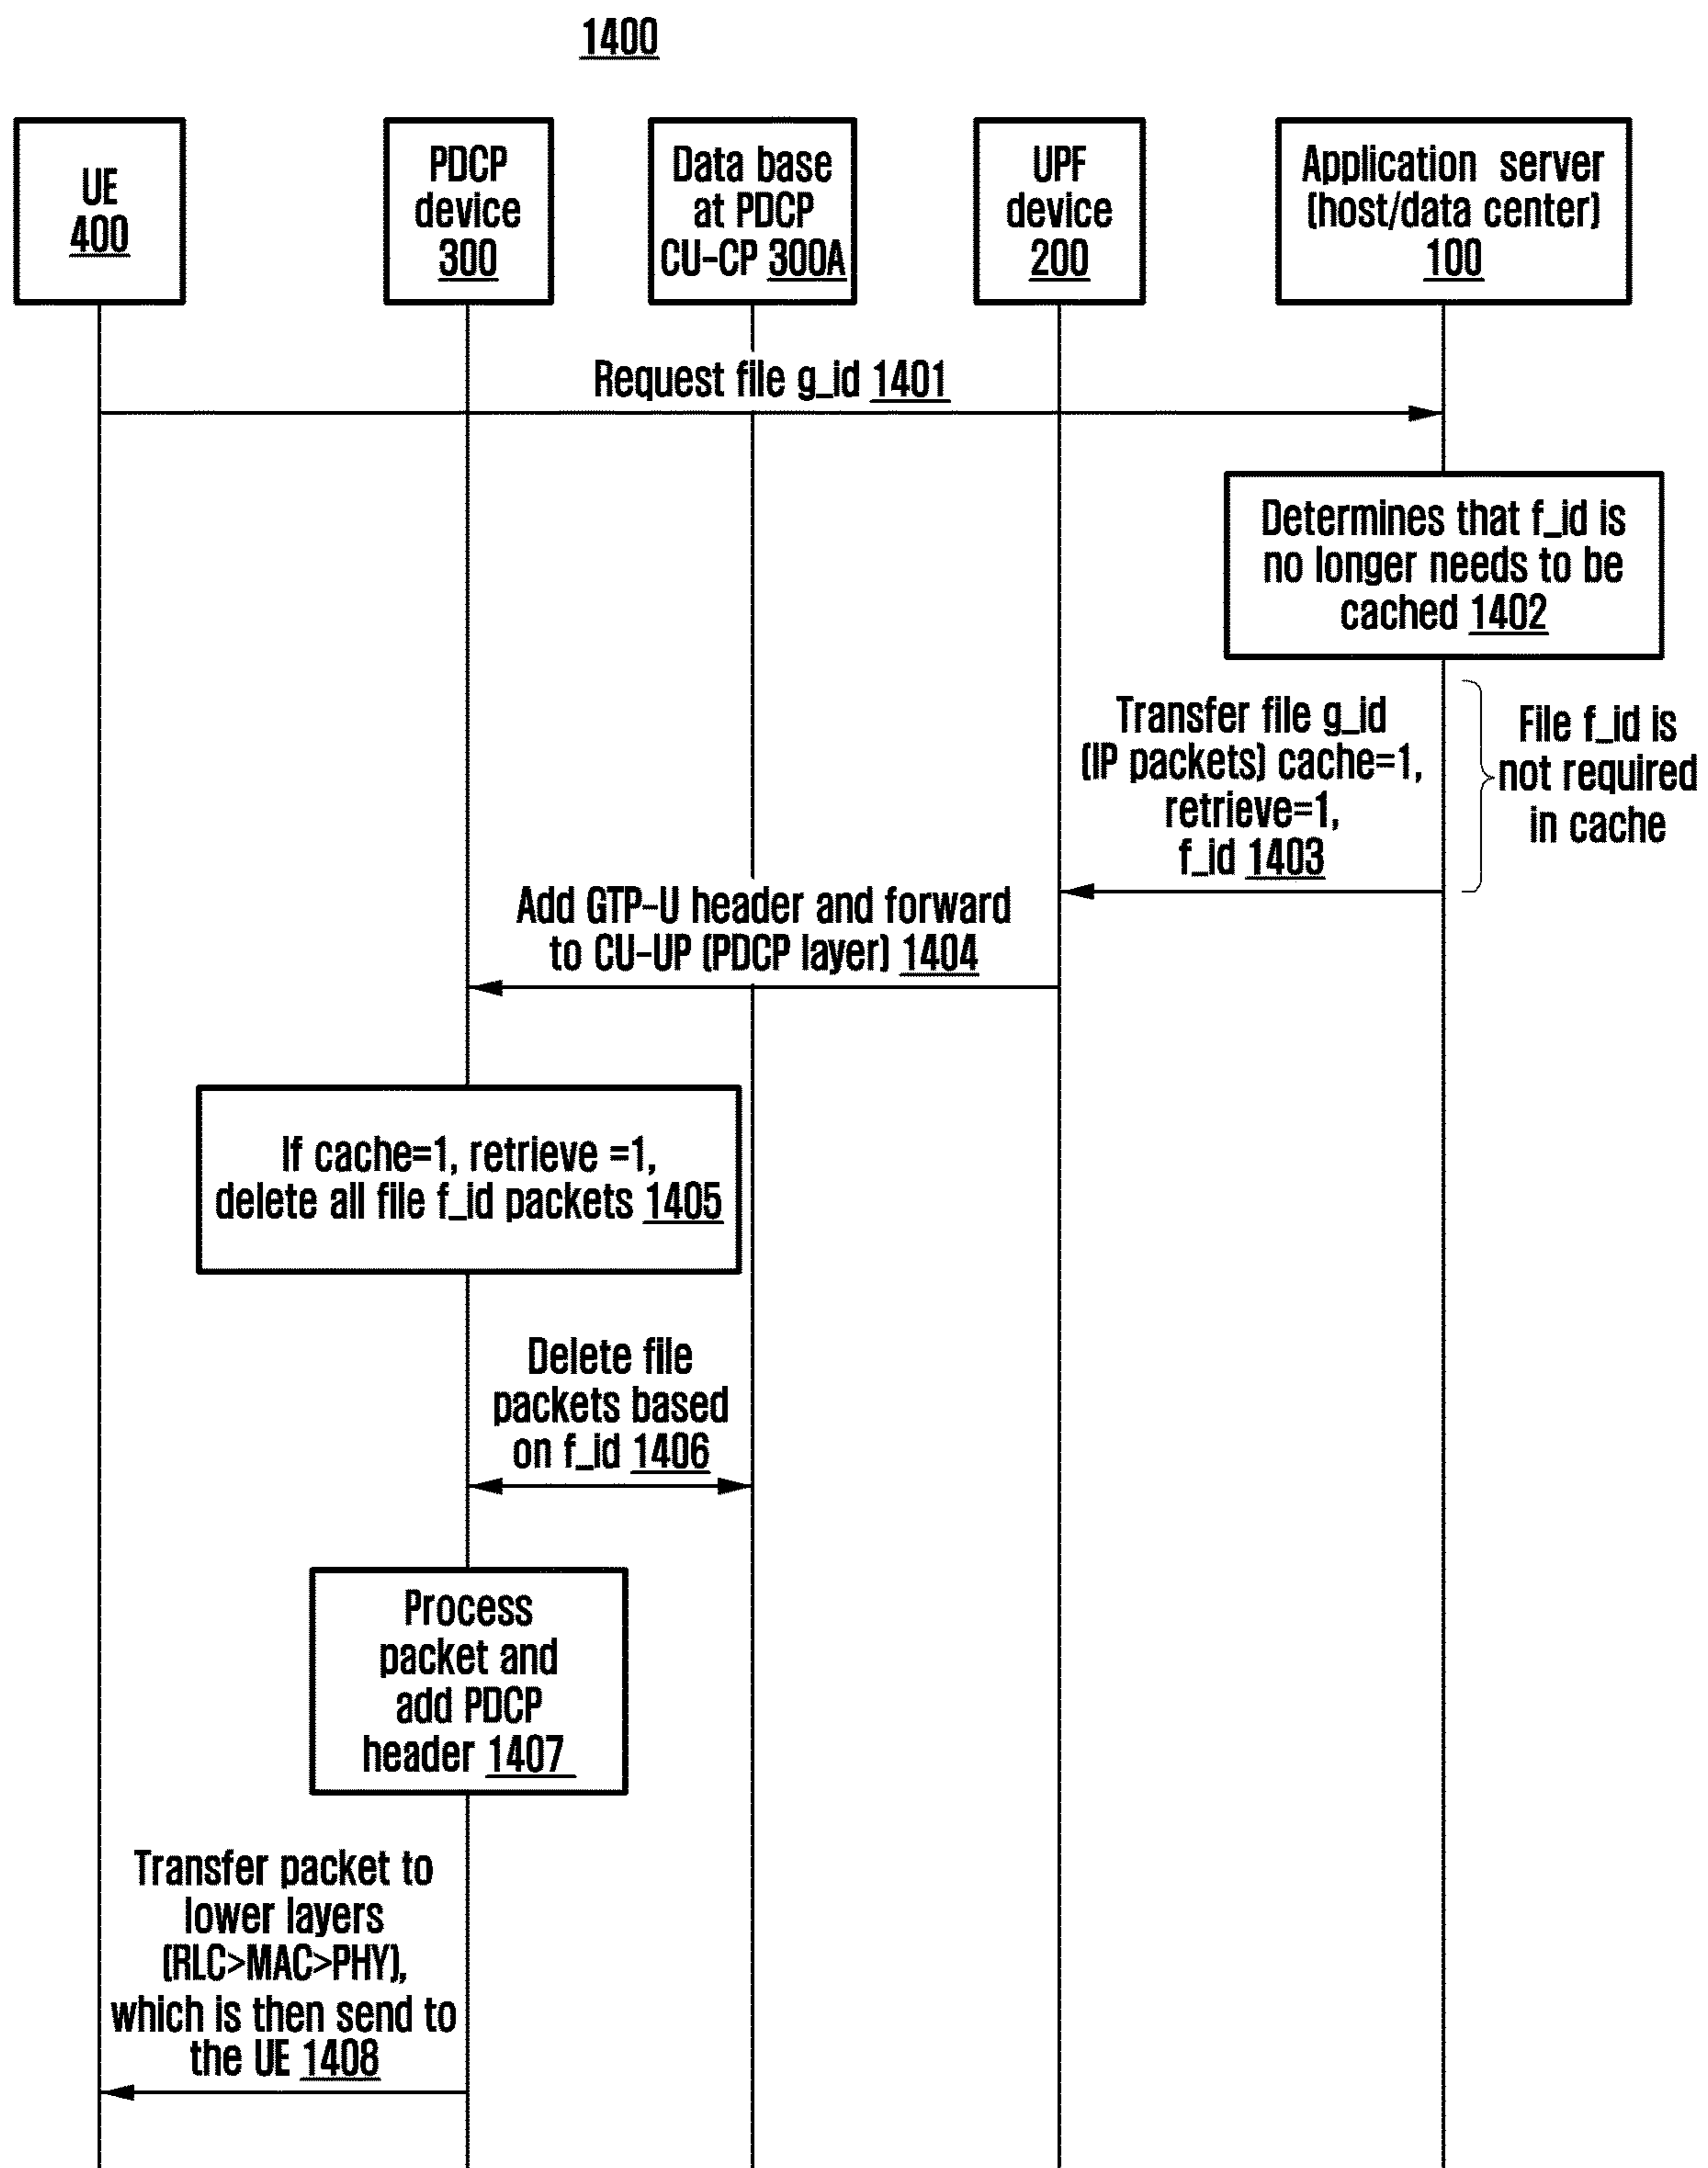 1400
UE
400
PDCP
device
300
Data base
at PDCP
CU-CP 300A
UPF
device
200
Application server
(host/data center)
100
Request file g_id 1401
Determines that f_id is
no longer needs to be
cached 1402
Transfer file g_id
(IP packets) cache=1,
retrieve=1,
f_id 1403
File f_id is
not required
in cache
Add GTP-U header and forward
to CU-UP (PDCP layer) 1404
If cache=1, retrieve =1,
delete all file f_id packets 1405
Delete file
packets based
on f_id 1406
Process
packet and
add PDCP
header 1407
Transfer packet to
lower layers
(RLC>MAC>PHY),
which is then send to
the UE 1408